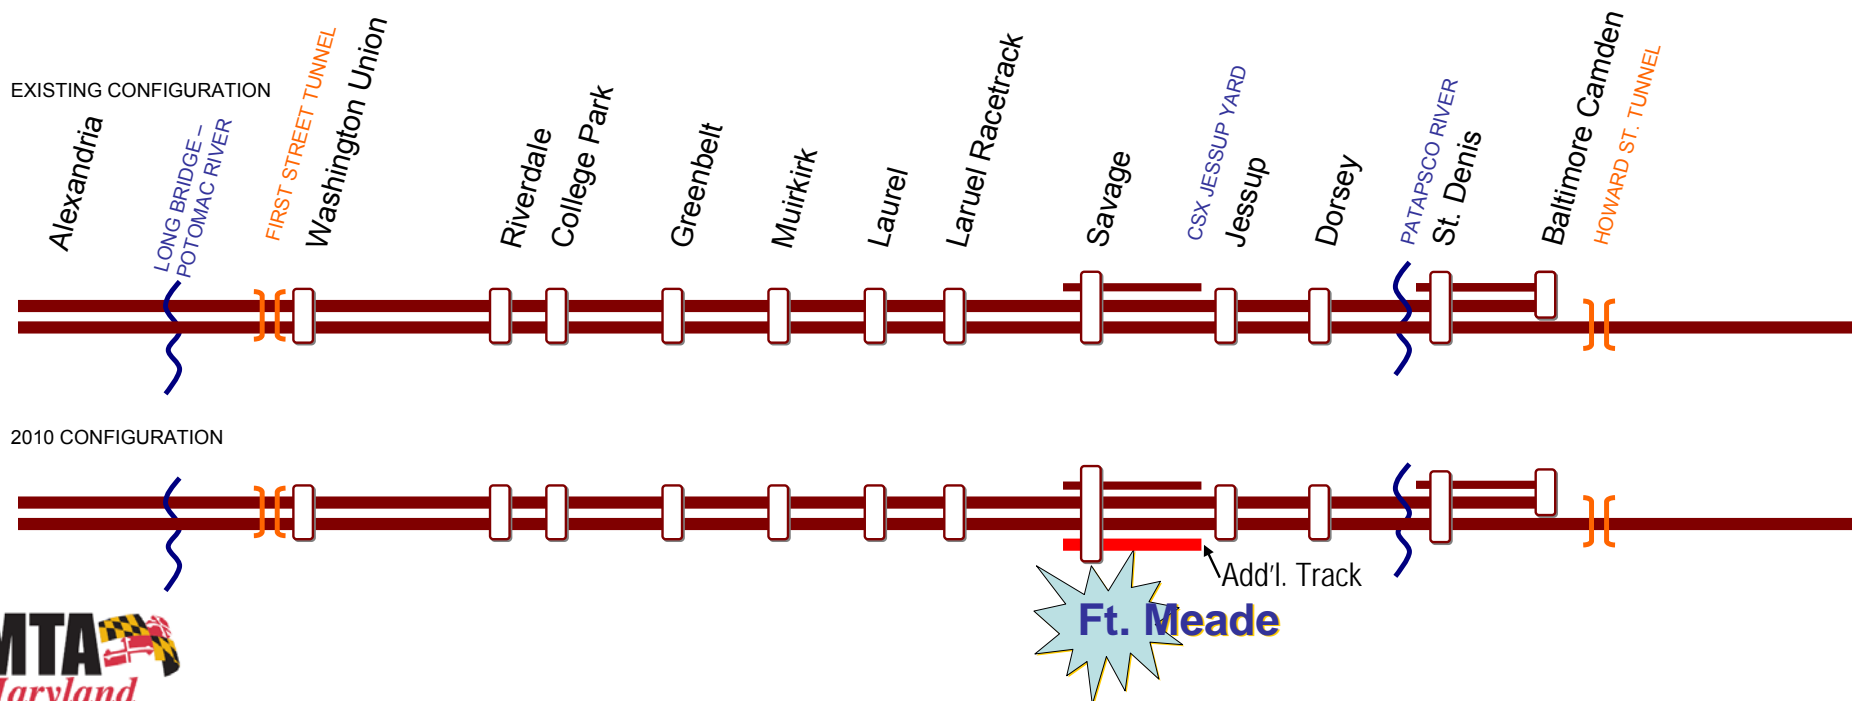 EXISTING CONFIGURATION
Alexandria
LONG BRIDGE –
POTOMAC RIVER
FIRST STREET TUNNEL
Washington Union
Riverdale
College Park
Greenbelt
Muirkirk
Laurel
Laruel Racetrack
Savage
CSX JESSUP YARD
Jessup
Dorsey
PATAPSCO RIVER
St. Denis
Baltimore Camden
HOWARD ST. TUNNEL
2010 CONFIGURATION
Add'l. Track
Ft. Meade
MTA
Maryland